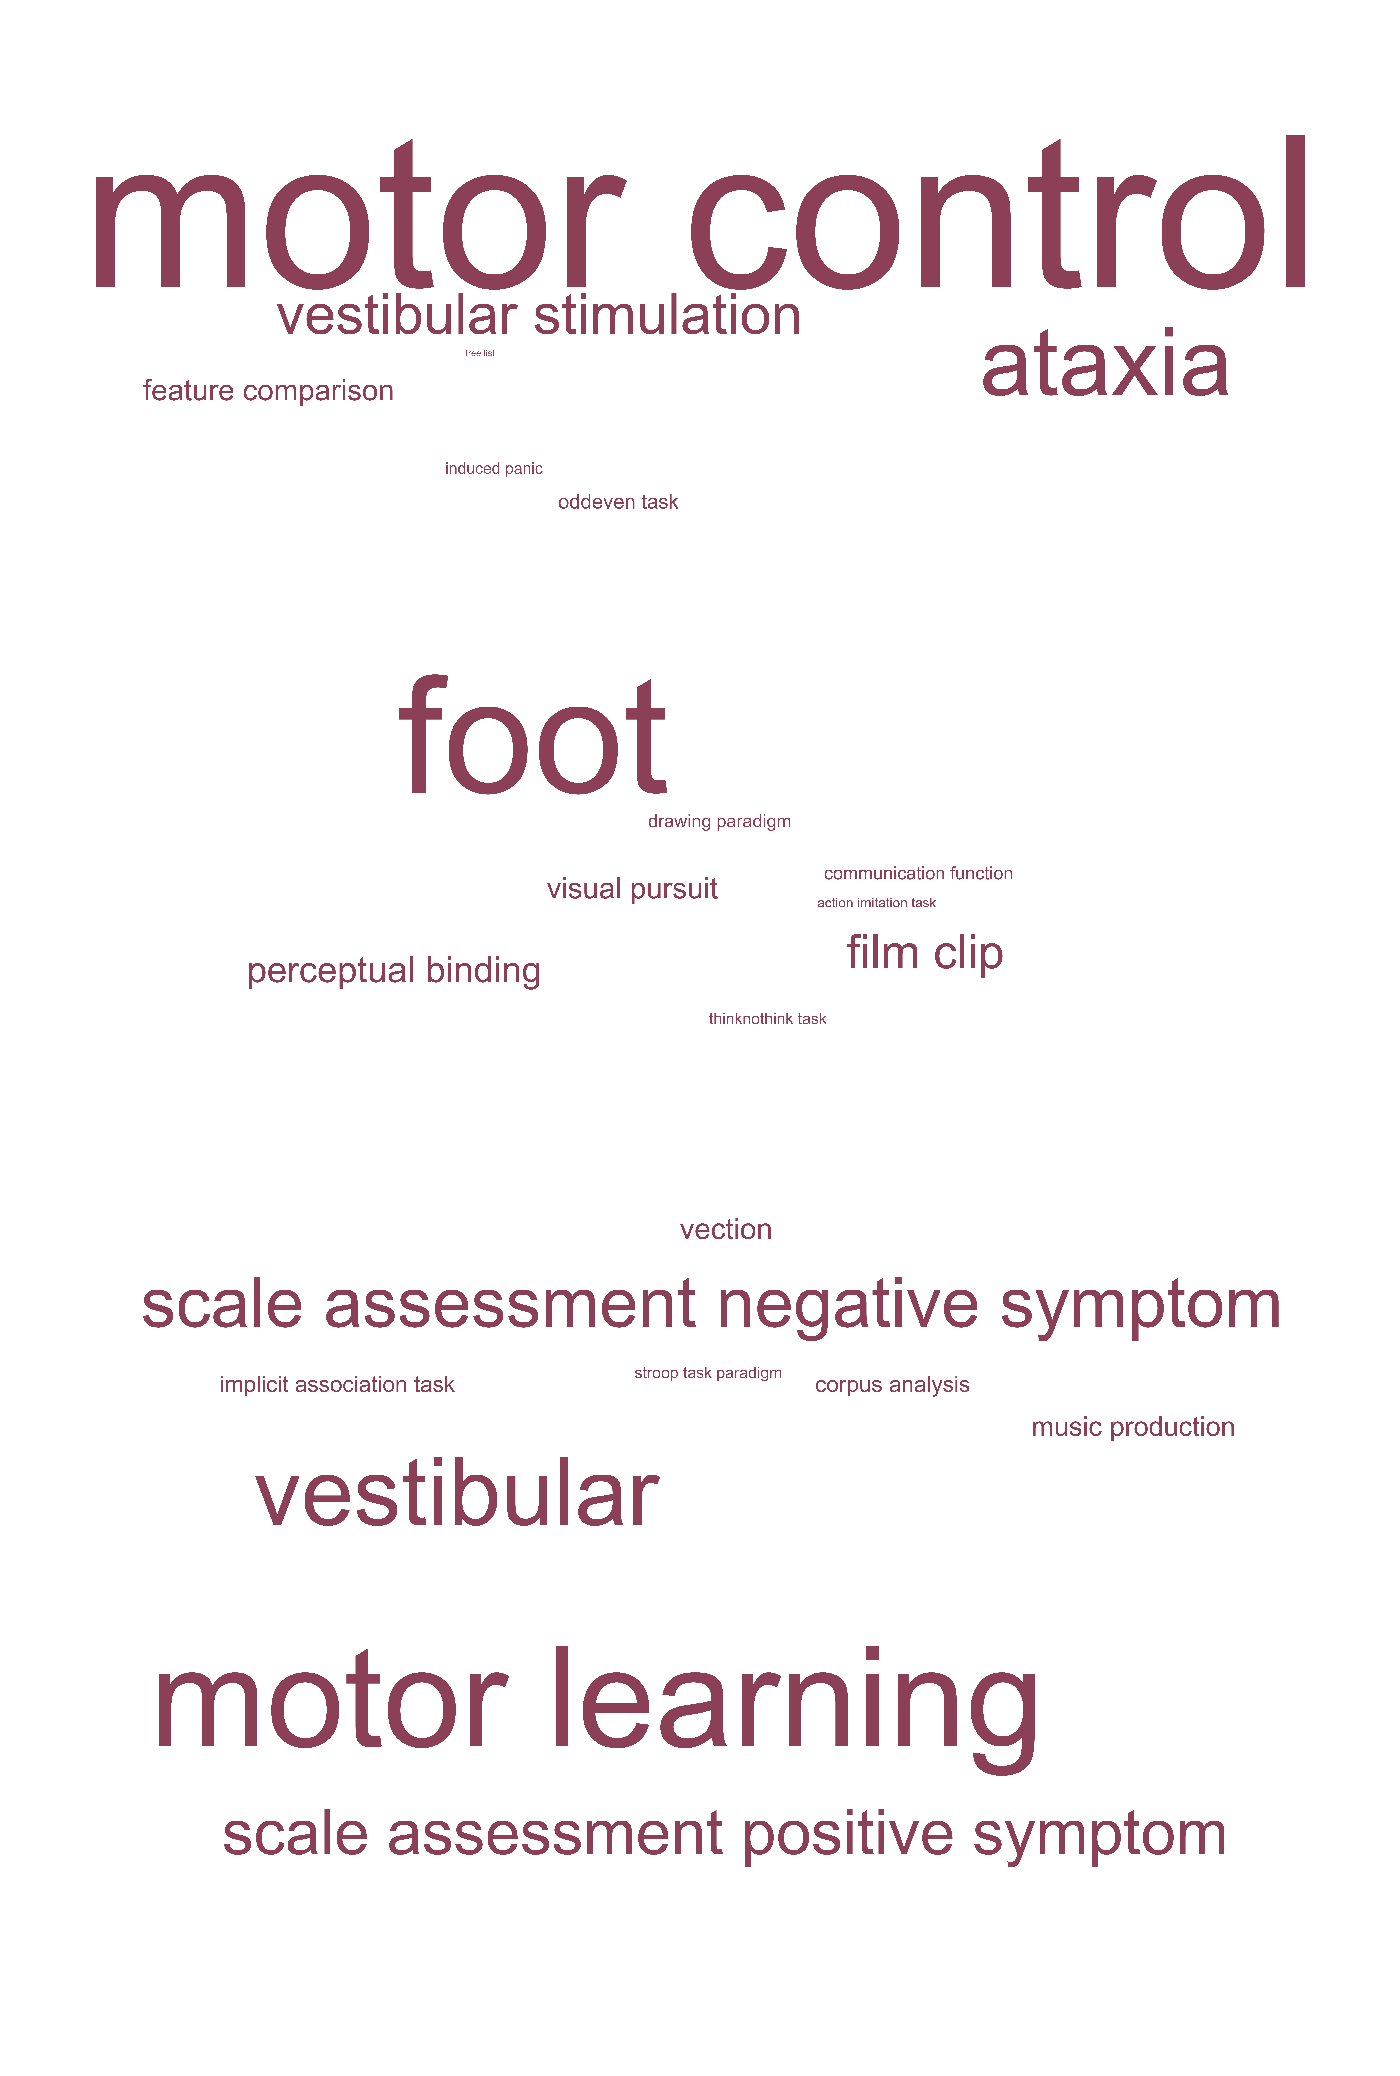 motor control
vestibular stimulation
ataxia
tree list
feature comparison
induced panic
oddeven task
foot
drawing paradigm
communication function
visual pursuit
action imitation task
film clip
perceptual binding
thinknothink task
vection
scale assessment negative symptom
stroop task paradigm
implicit association task
corpus analysis
music production
vestibular
motor learning
scale assessment positive symptom